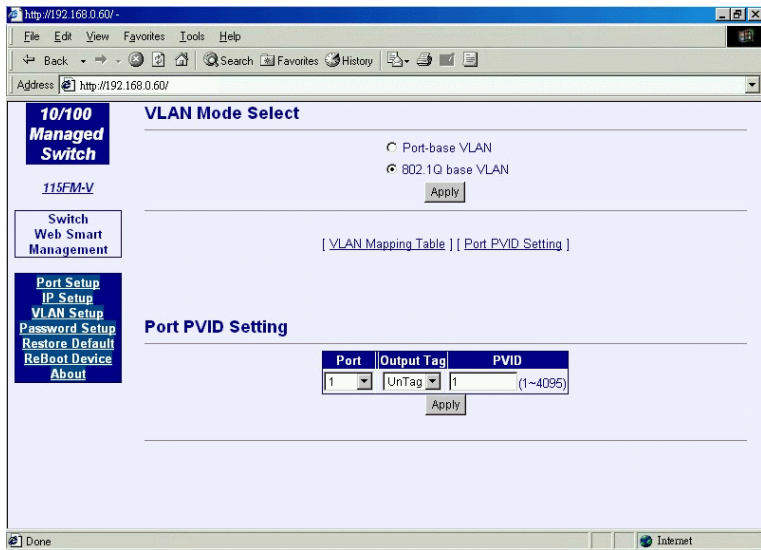 http://192.168.0.60/ -
File Edit View Favorites Tools Help
Back Search Favorites History
Address http://192.168.0.60/
10/100
Managed
Switch
115FM-V
Switch
Web Smart
Management
Port Setup
IP Setup
VLAN Setup
Password Setup
Restore Default
ReBoot Device
About
VLAN Mode Select
Port-base VLAN
802.1Q base VLAN
Apply
[ VLAN Mapping Table ] [ Port PVID Setting ]
Port PVID Setting
Port Output Tag PVID
1 UnTag 1 (1~4095)
Apply
Done Internet